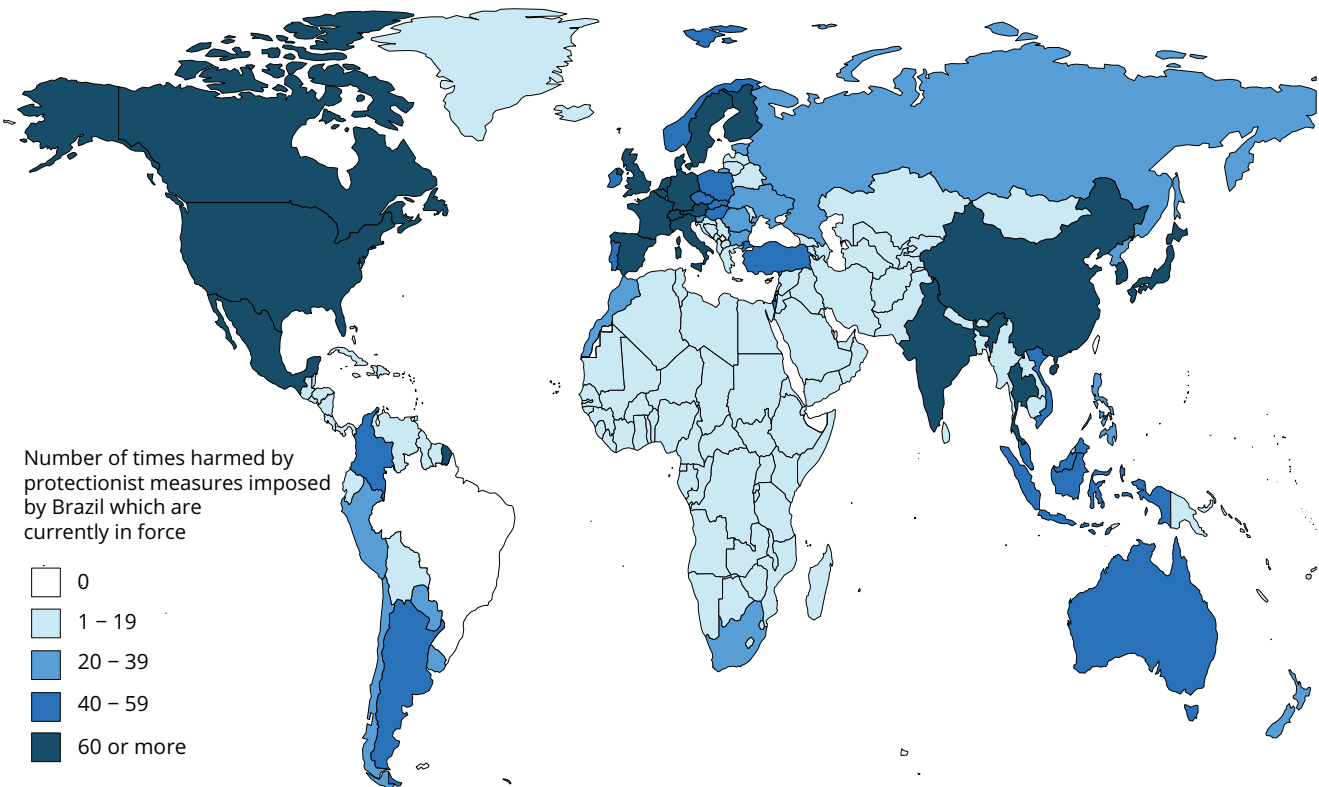 Number of times harmed by
protectionist measures imposed
by Brazil which are
currently in force
0
1 – 19
20 – 39
40 – 59
60 or more